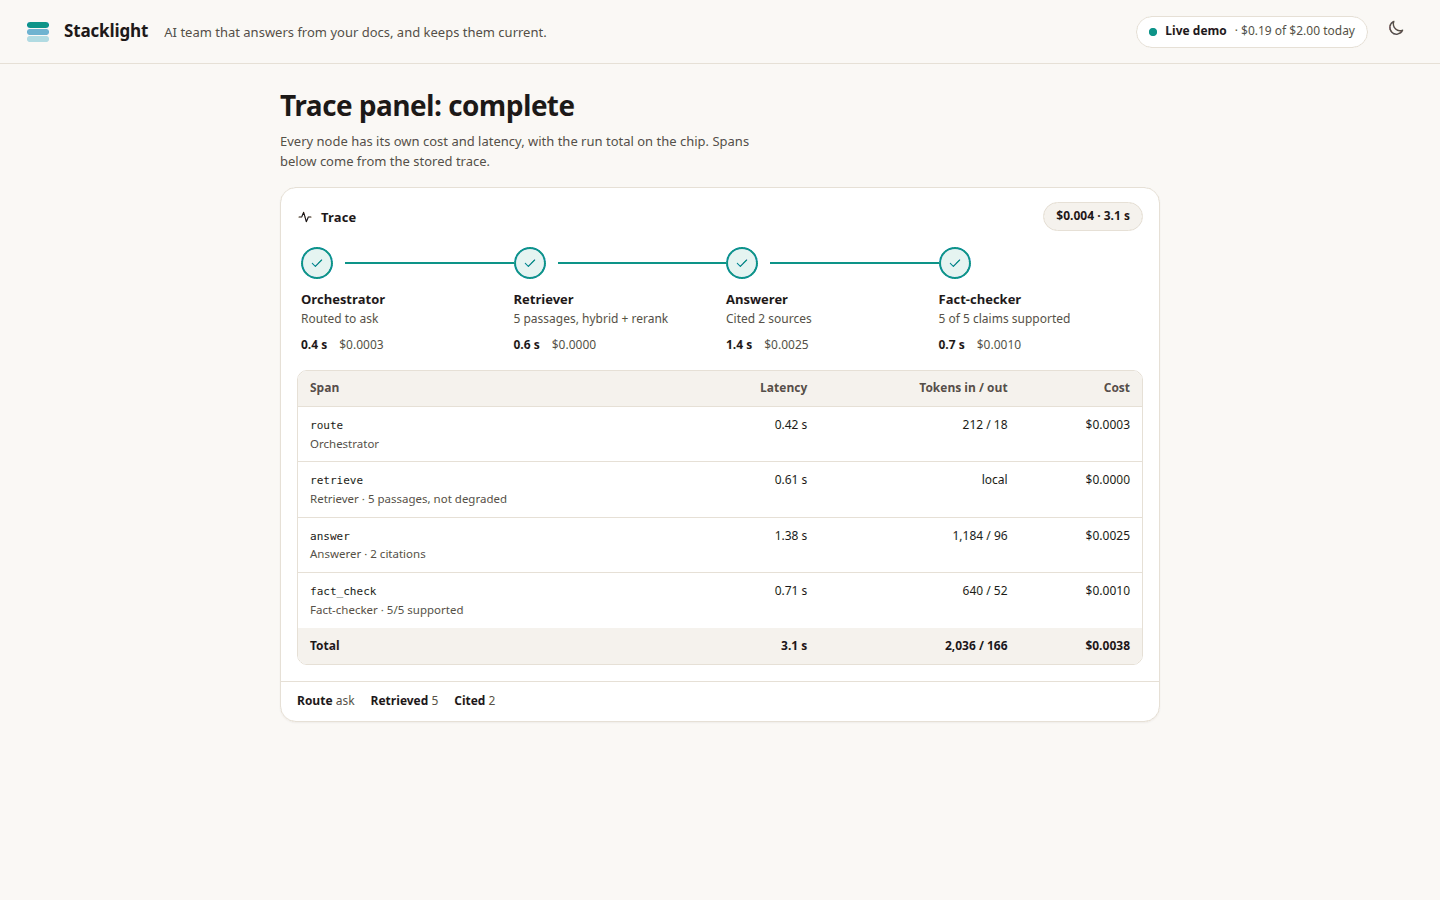 Stacklight AI team that answers from your docs, and keeps them current. Live demo · $0.19 of $2.00 today
Trace panel: complete
Every node has its own cost and latency, with the run total on the chip. Spans
below come from the stored trace.
Trace $0.004 · 3.1 s
Orchestrator Retriever Answerer Fact-checker
Routed to ask 5 passages, hybrid + rerank Cited 2 sources 5 of 5 claims supported
0.4 s $0.0003 0.6 s $0.0000 1.4 s $0.0025 0.7 s $0.0010
Span Latency Tokens in / out Cost
route 0.42 s 212 / 18 $0.0003
Orchestrator
retrieve 0.61 s local $0.0000
Retriever · 5 passages, not degraded
answer 1.38 s 1,184 / 96 $0.0025
Answerer · 2 citations
fact_check 0.71 s 640 / 52 $0.0010
Fact-checker · 5/5 supported
Total 3.1 s 2,036 / 166 $0.0038
Route ask Retrieved 5 Cited 2